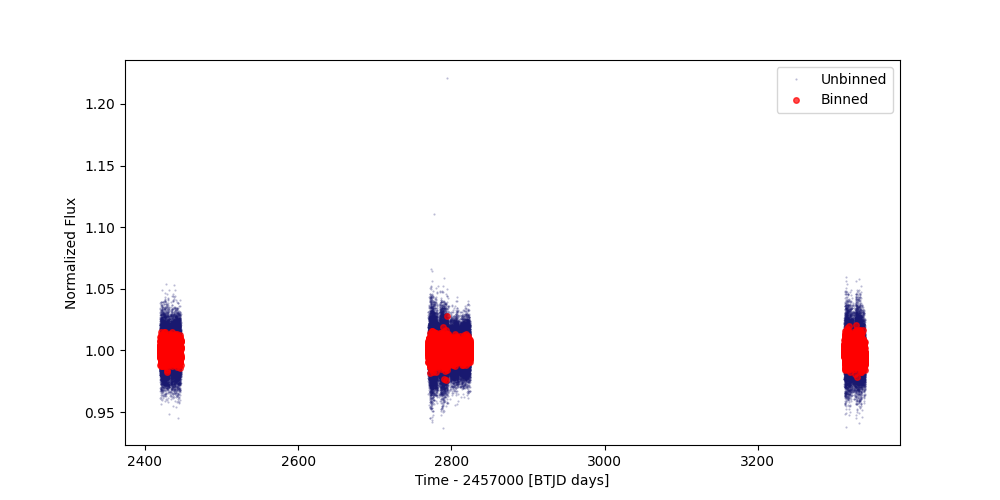 Unbinned
Binned
1.20
1.15
1.10
1.05
1.00
0.95
Normalized Flux
2400 2600 2800 3000 3200
Time - 2457000 [BTJD days]